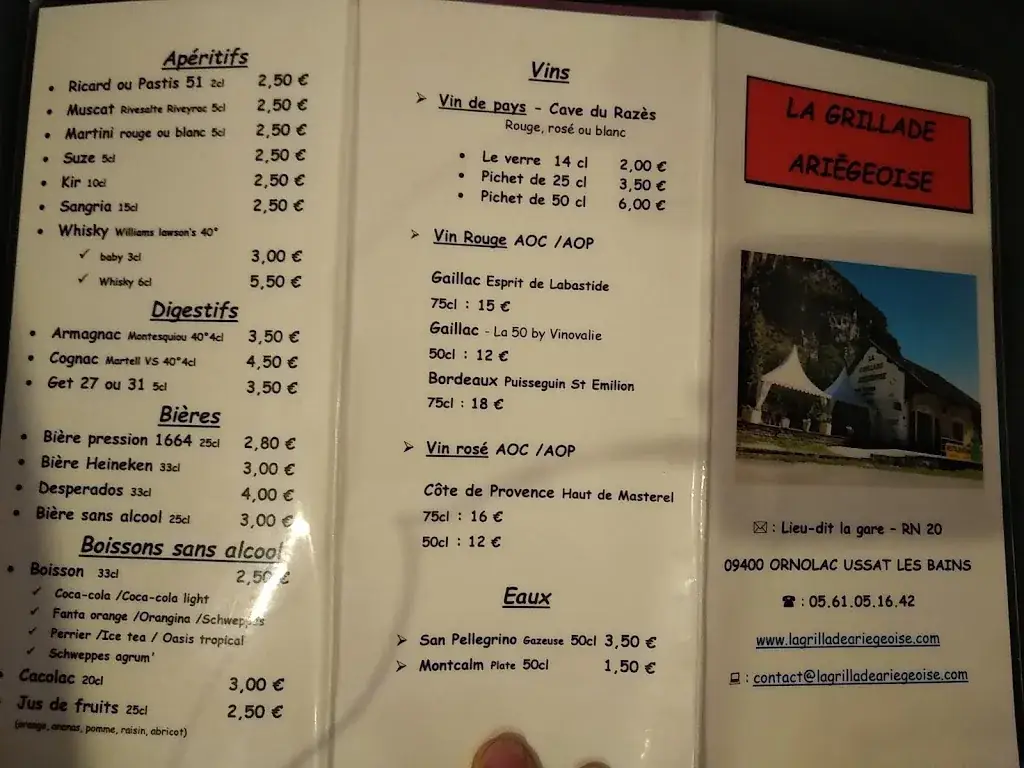 Apéritifs
Ricard ou Pastis 51 2cl 2,50 €
Muscat Rivesalte Riveyrac 5cl 2,50 €
Martini rouge ou blanc 5cl 2,50 €
Suze 5cl 2,50 €
Kir 10cl 2,50 €
Sangria 15cl 2,50 €
Whisky Williams lawson's 40°
baby 3cl 3,00 €
Whisky 6cl 5,50 €
Digestifs
Armagnac Montesquiou 40°4cl 3,50 €
Cognac Martell VS 40°4cl 4,50 €
Get 27 ou 31 5cl 3,50 €
Bières
Bière pression 1664 25cl 2,80 €
Bière Heineken 33cl 3,00 €
Desperados 33cl 4,00 €
Bière sans alcool 25cl 3,00 €
Boissons sans alcool
Boisson 33cl 2,50 €
Coca-cola /Coca-cola light
Fanta orange /Orangina /Schweppes
Perrier /Ice tea / Oasis tropical
Schweppes agrum'
Cacolac 20cl 3,00 €
Jus de fruits 25cl 2,50 €
(orange, ananas, pomme, raisin, abricot)
Vins
Vin de pays - Cave du Razès
Rouge, rosé ou blanc
Le verre 14 cl 2,00 €
Pichet de 25 cl 3,50 €
Pichet de 50 cl 6,00 €
Vin Rouge AOC /AOP
Gaillac Esprit de Labastide
75cl : 15 €
Gaillac - La 50 by Vinovalie
50cl : 12 €
Bordeaux Puisseguin St Emilion
75cl : 18 €
Vin rosé AOC /AOP
Côte de Provence Haut de Masterel
75cl : 16 €
50cl : 12 €
Eaux
San Pellegrino Gazeuse 50cl 3,50 €
Montcalm Plate 50cl 1,50 €
LA GRILLADE
ARIÈGEOISE
: Lieu-dit la gare - RN 20
09400 ORNOLAC USSAT LES BAINS
: 05.61.05.16.42
www.lagrilladeariegeoise.com
: contact@lagrilladeariegeoise.com